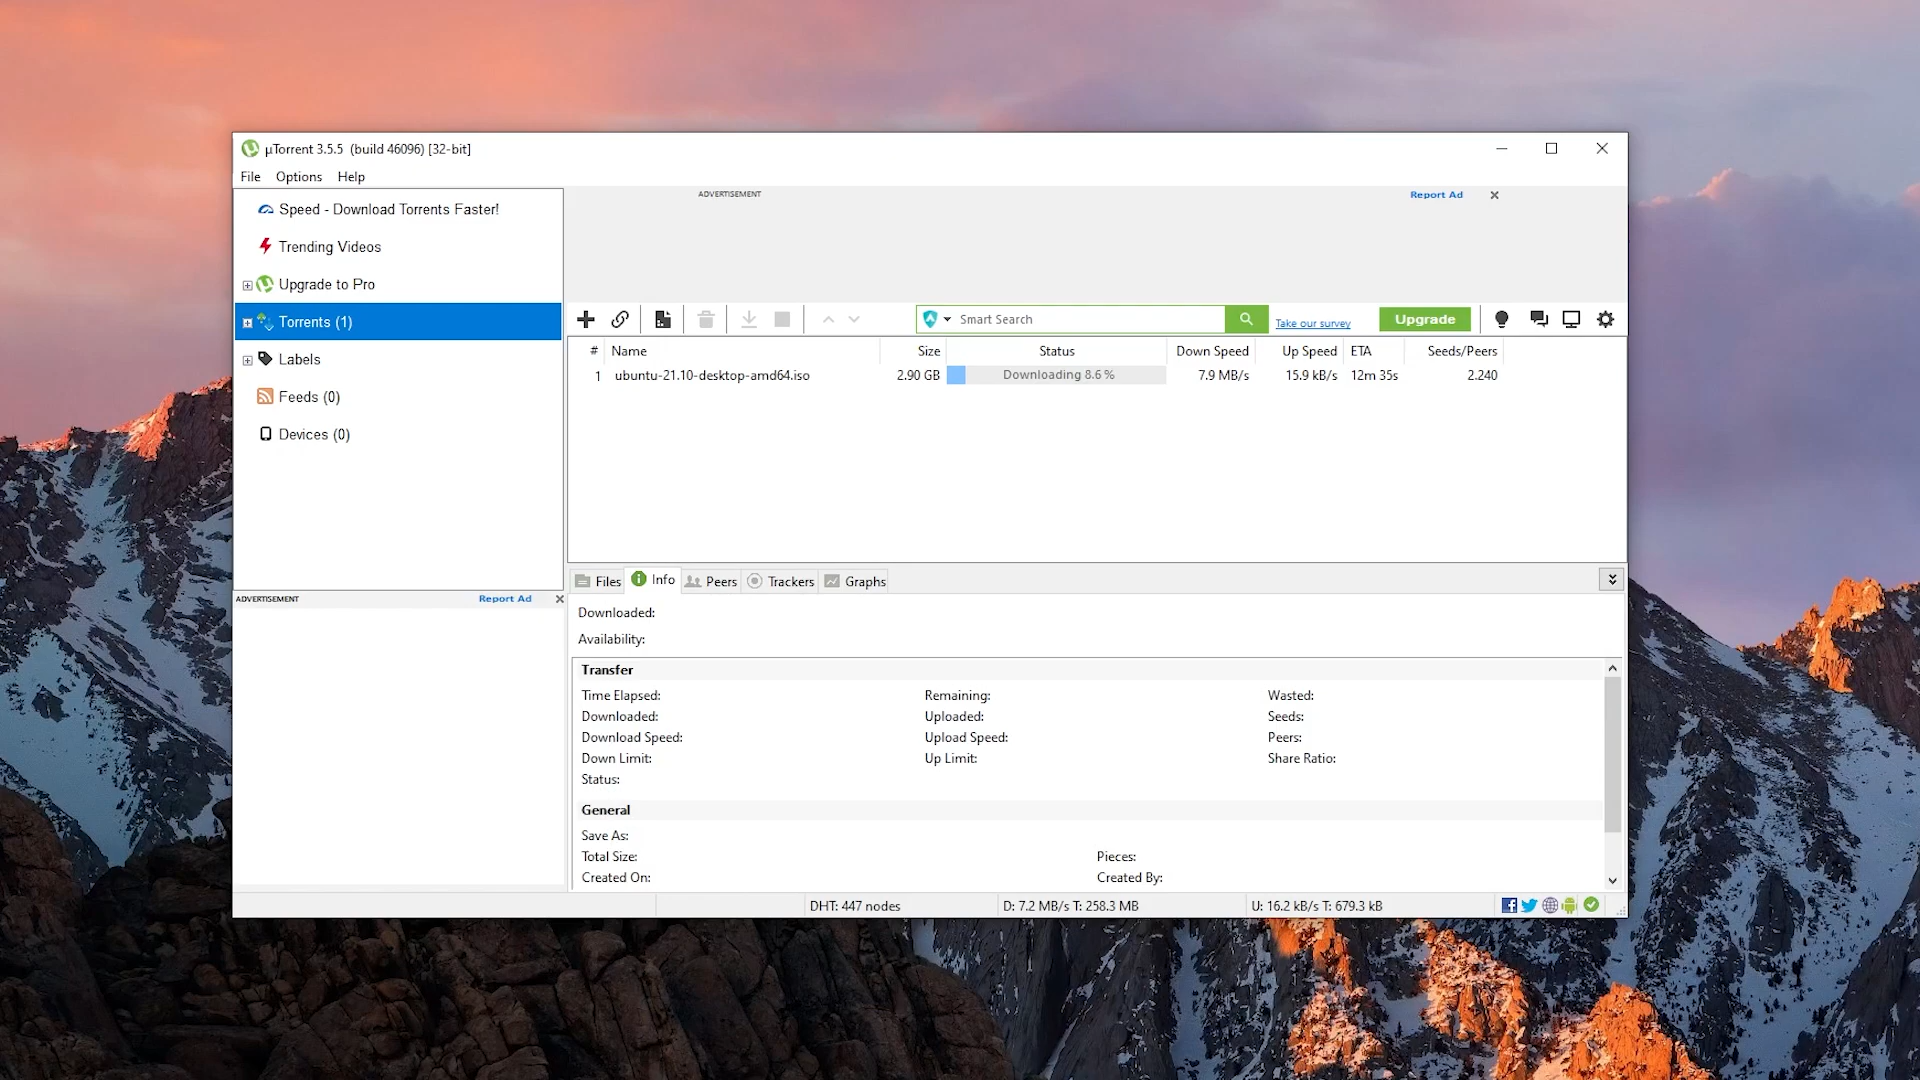 µTorrent 3.5.5 (build 46096) [32-bit]
File Options Help
Speed - Download Torrents Faster!
Trending Videos
Upgrade to Pro
Torrents (1)
Labels
Feeds (0)
Devices (0)
ADVERTISEMENT Report Ad
ADVERTISEMENT Report Ad
Smart Search Take our survey Upgrade
# Name Size Status Down Speed Up Speed ETA Seeds/Peers
1 ubuntu-21.10-desktop-amd64.iso 2.90 GB Downloading 8.6 % 7.9 MB/s 15.9 kB/s 12m 35s 2.240
Files Info Peers Trackers Graphs
Downloaded:
Availability:
Transfer
Time Elapsed: Remaining: Wasted:
Downloaded: Uploaded: Seeds:
Download Speed: Upload Speed: Peers:
Down Limit: Up Limit: Share Ratio:
Status:
General
Save As:
Total Size: Pieces:
Created On: Created By:
DHT: 447 nodes D: 7.2 MB/s T: 258.3 MB U: 16.2 kB/s T: 679.3 kB